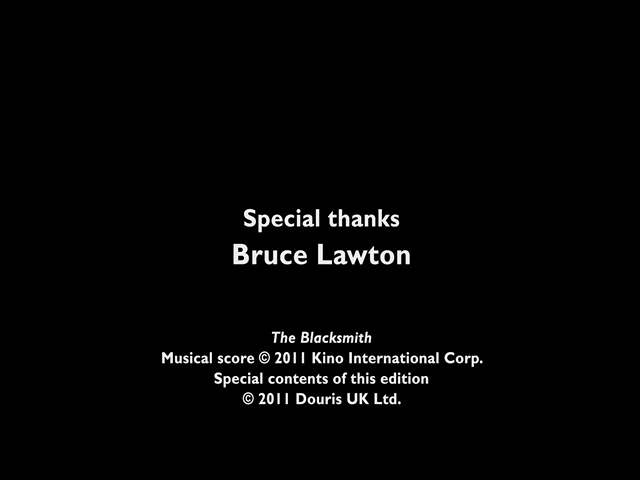 Special thanks
Bruce Lawton
The Blacksmith
Musical score © 2011 Kino International Corp.
Special contents of this edition
© 2011 Douris UK Ltd.